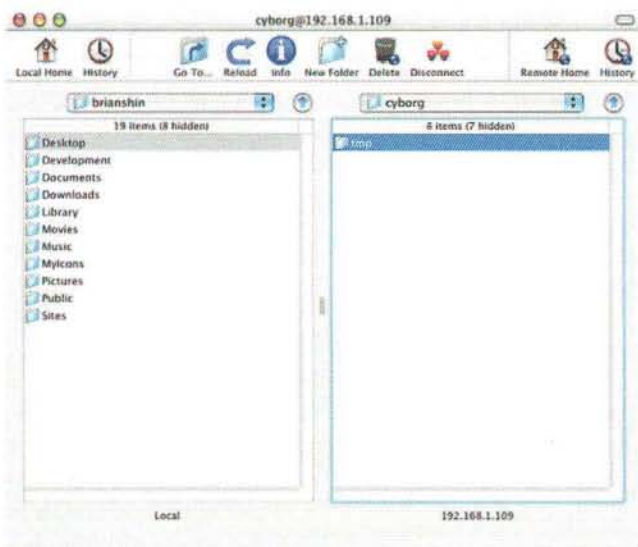 cyborg@192.168.1.109
Local Home History Go To... Reload Info New Folder Delete Disconnect Remote Home History
brianshin cyborg
19 items (8 hidden) 6 items (7 hidden)
Desktop tmp
Development
Documents
Downloads
Library
Movies
Music
MyIcons
Pictures
Public
Sites
Local 192.168.1.109